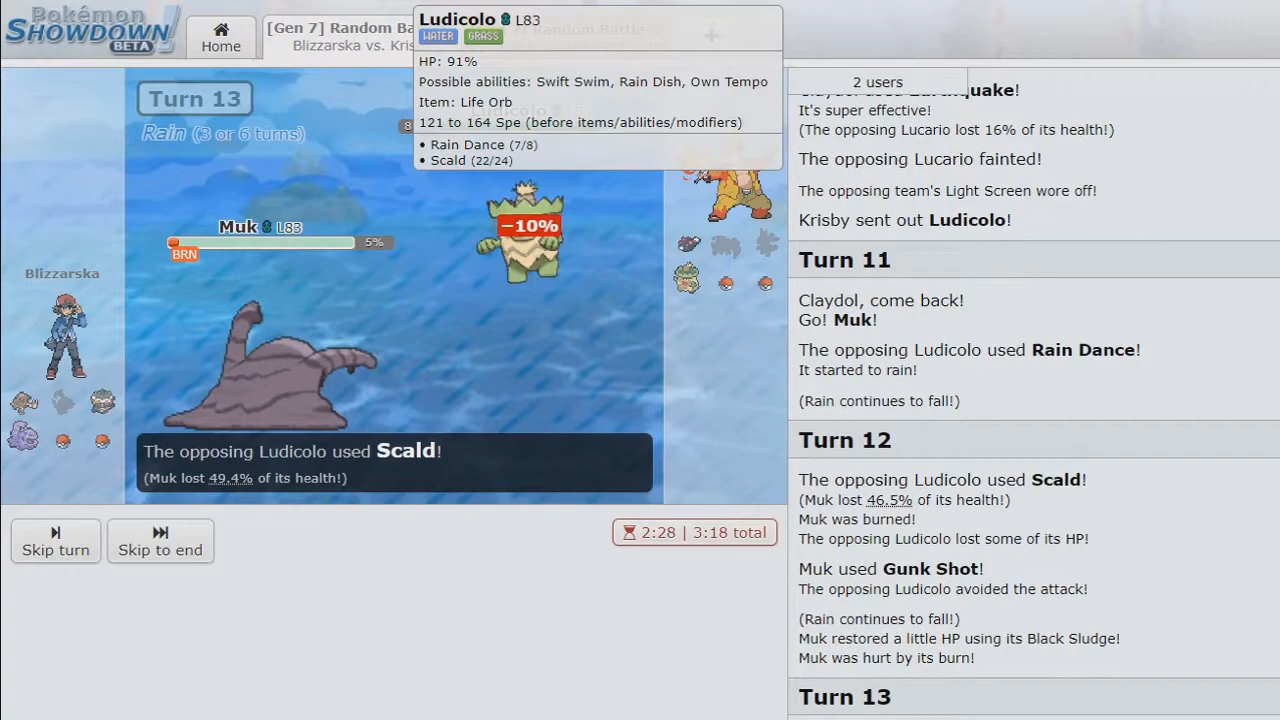 Pokémon
SHOWDOWN!
BETA
Home
[Gen 7] Random Ba
Blizzarska vs. Kris
Ludicolo L83
WATER GRASS
HP: 91%
Possible abilities: Swift Swim, Rain Dish, Own Tempo
Item: Life Orb
121 to 164 Spe (before items/abilities/modifiers)
• Rain Dance (7/8)
• Scald (22/24)
Turn 13
Rain (3 or 6 turns)
Muk L83
5%
BRN
−10%
Blizzarska
The opposing Ludicolo used Scald!
(Muk lost 49.4% of its health!)
Skip turn
Skip to end
2:28 | 3:18 total
2 users
It's super effective!
(The opposing Lucario lost 16% of its health!)
The opposing Lucario fainted!
The opposing team's Light Screen wore off!
Krisby sent out Ludicolo!
Turn 11
Claydol, come back!
Go! Muk!
The opposing Ludicolo used Rain Dance!
It started to rain!
(Rain continues to fall!)
Turn 12
The opposing Ludicolo used Scald!
(Muk lost 46.5% of its health!)
Muk was burned!
The opposing Ludicolo lost some of its HP!
Muk used Gunk Shot!
The opposing Ludicolo avoided the attack!
(Rain continues to fall!)
Muk restored a little HP using its Black Sludge!
Muk was hurt by its burn!
Turn 13